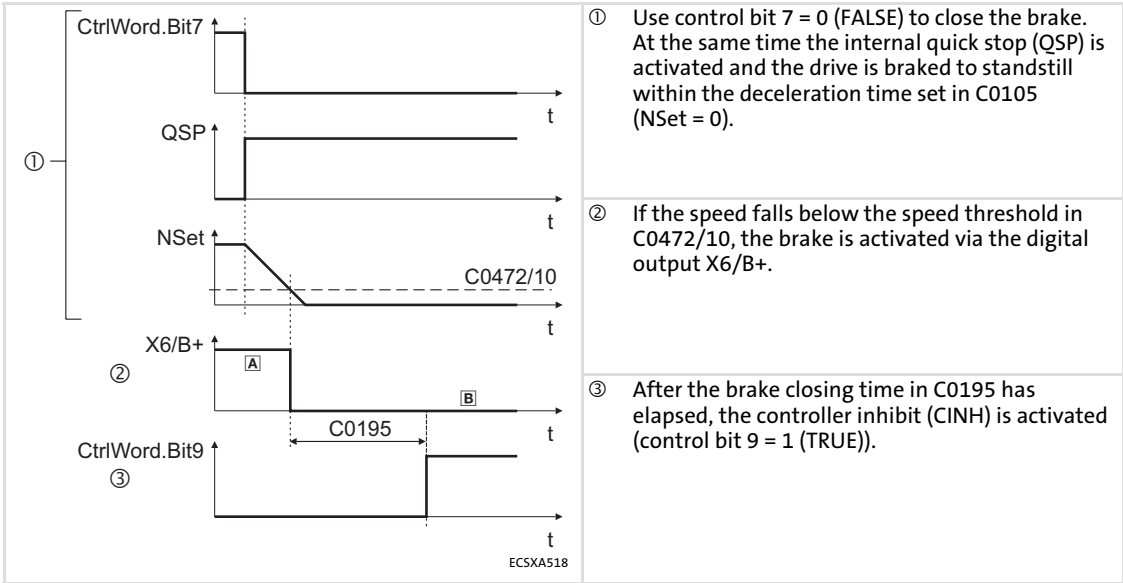 CtrlWord.Bit7
t
QSP
①
t
NSet
C0472/10
t
X6/B+
A
②
B
t
C0195
CtrlWord.Bit9
③
t
ECSXA518
① Use control bit 7 = 0 (FALSE) to close the brake.
At the same time the internal quick stop (QSP) is
activated and the drive is braked to standstill
within the deceleration time set in C0105
(NSet = 0).
② If the speed falls below the speed threshold in
C0472/10, the brake is activated via the digital
output X6/B+.
③ After the brake closing time in C0195 has
elapsed, the controller inhibit (CINH) is activated
(control bit 9 = 1 (TRUE)).